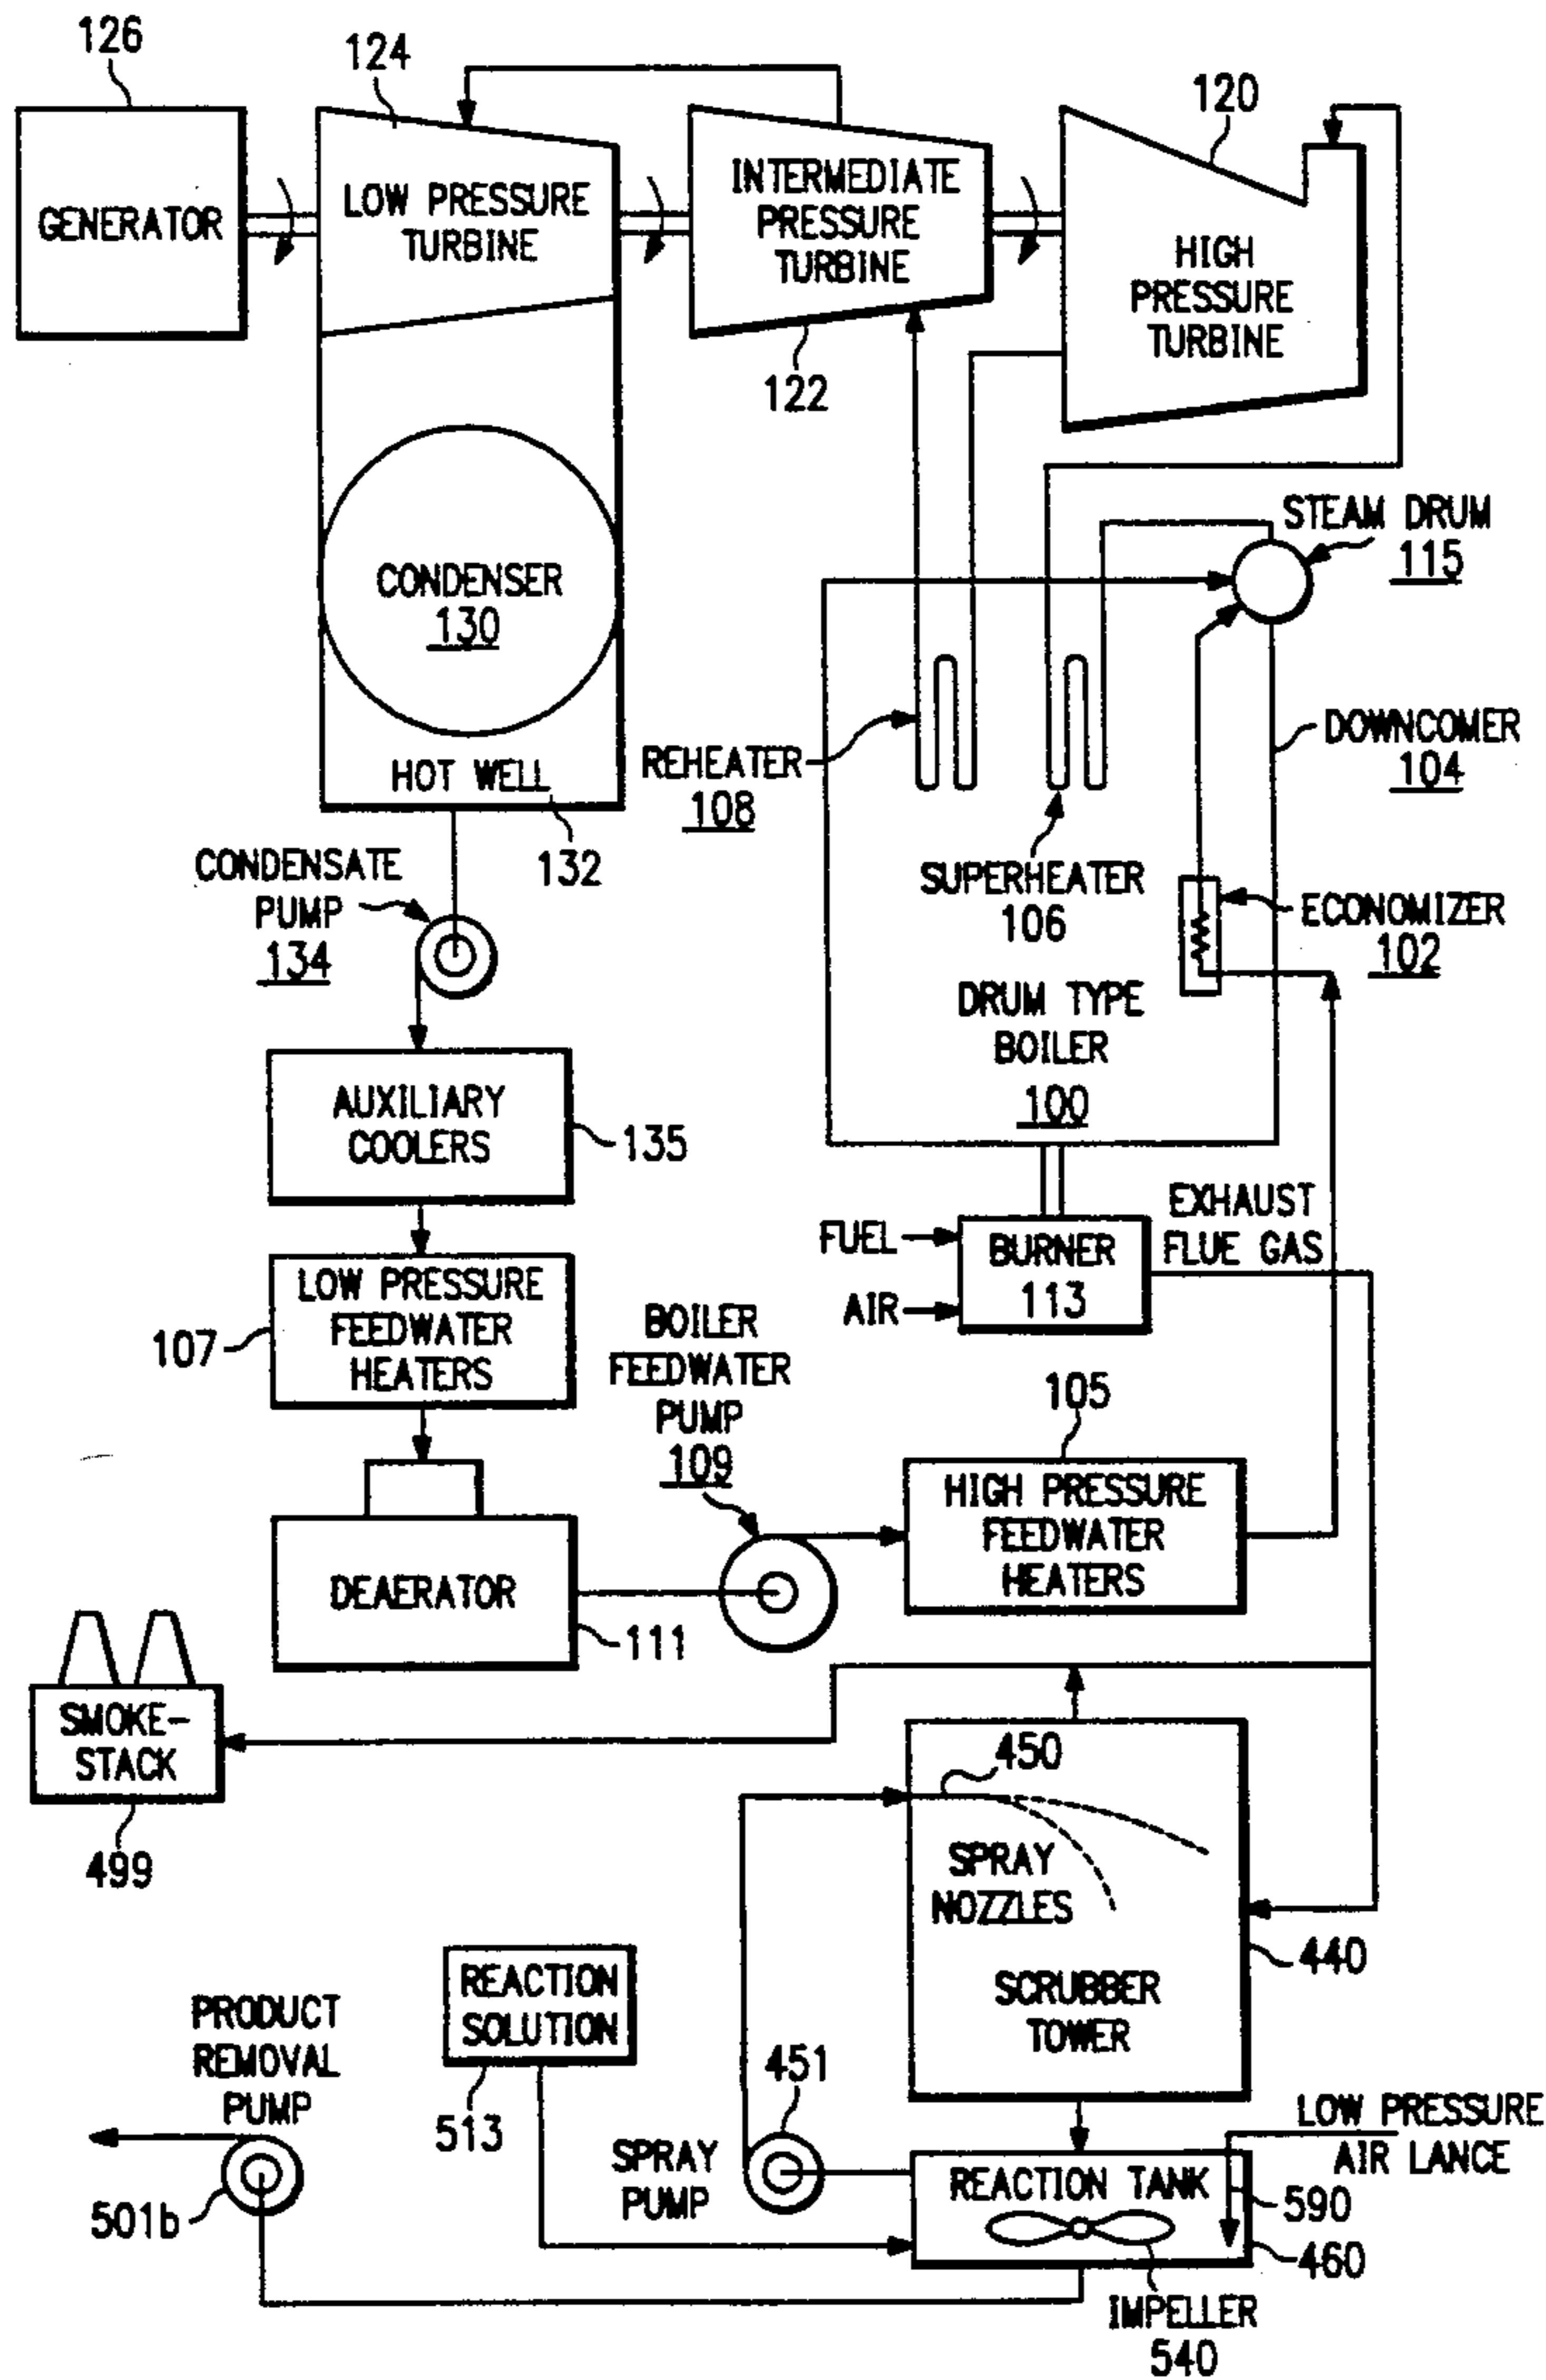 126
124
120
GENERATOR
LOW PRESSURE
TURBINE
INTERMEDIATE
PRESSURE
TURBINE
HIGH
PRESSURE
TURBINE
122
STEAM DRUM
115
CONDENSER
130
DOWNCOMER
104
REHEATER
108
HOT WELL
132
CONDENSATE
PUMP
134
SUPERHEATER
106
ECONOMIZER
102
DRUM TYPE
BOILER
100
AUXILIARY
COOLERS
135
EXHAUST
FLUE GAS
FUEL
AIR
BURNER
113
LOW PRESSURE
FEEDWATER
HEATERS
107
BOILER
FEEDWATER
PUMP
109
105
HIGH PRESSURE
FEEDWATER
HEATERS
DEAERATOR
111
SMOKE-
STACK
499
450
SPRAY
NOZZLES
440
SCRUBBER
TOWER
REACTION
SOLUTION
513
PRODUCT
REMOVAL
PUMP
501b
451
SPRAY
PUMP
LOW PRESSURE
AIR LANCE
REACTION TANK
590
460
IMPELLER
540